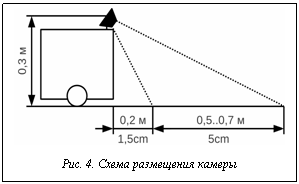 0,3 м
0,2 м
0,5..0,7 м
1,5cm
5cm
Рис. 4. Схема размещения камеры